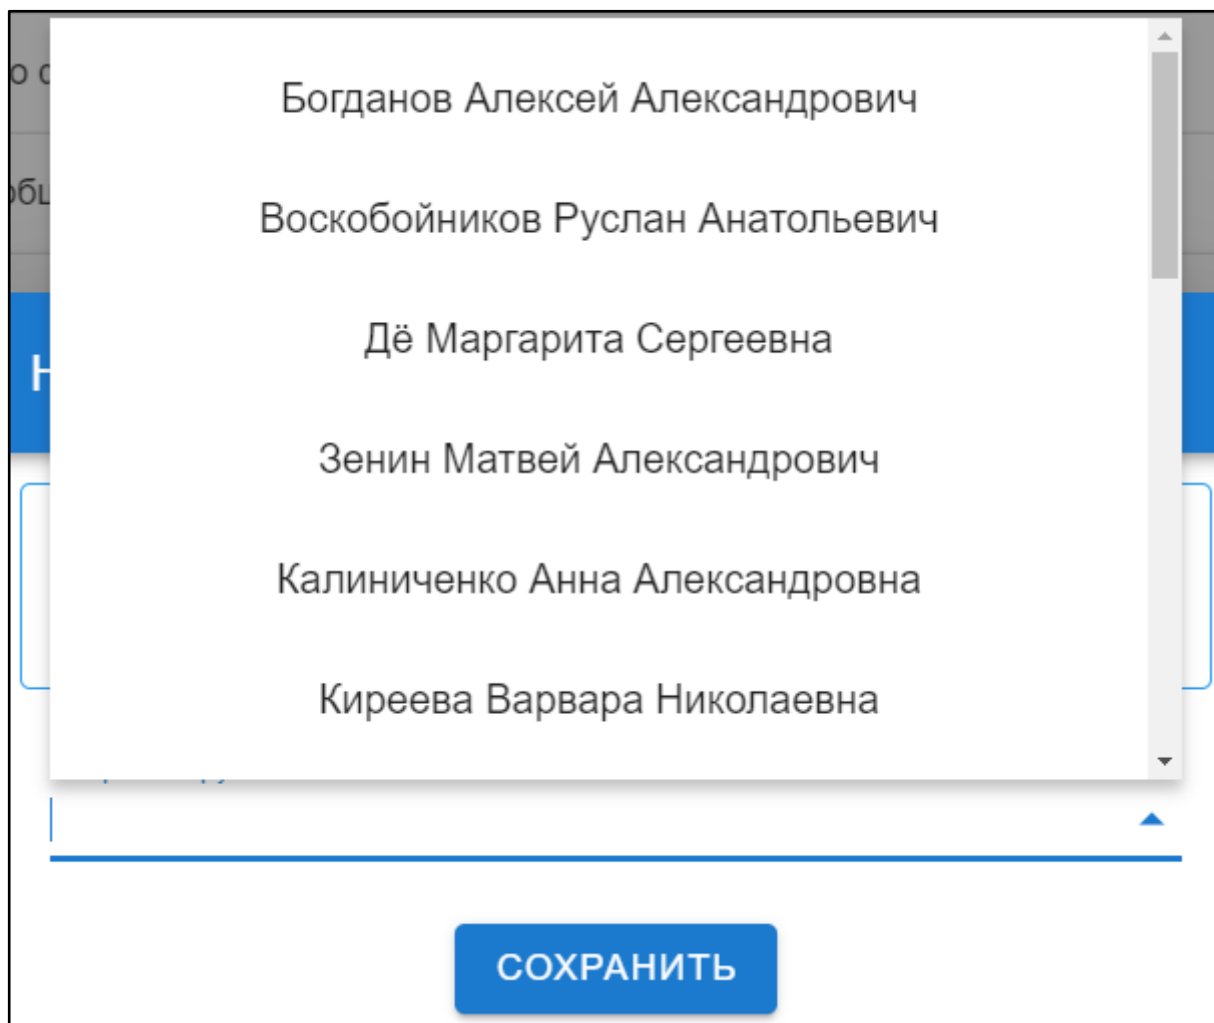 Богданов Алексей Александрович
Воскобойников Руслан Анатольевич
Дё Маргарита Сергеевна
Зенин Матвей Александрович
Калиниченко Анна Александровна
Киреева Варвара Николаевна
СОХРАНИТЬ